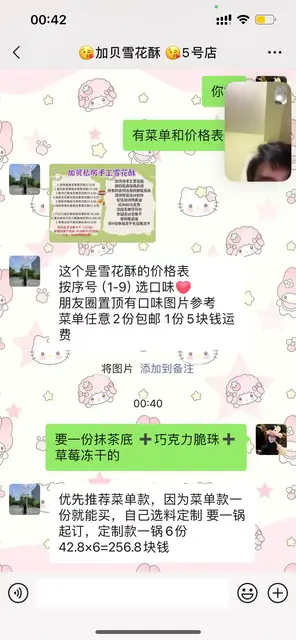 00:42
😘加贝雪花酥 😘5号店
你
有菜单和价格表
加贝私房手工雪花酥
这个是雪花酥的价格表
按序号 (1-9) 选口味❤️
朋友圈置顶有口味图片参考
菜单任意2份包邮 1份5块钱运
费
将图片 添加到备注
00:40
要一份抹茶底 ➕巧克力脆珠➕
草莓冻干的
优先推荐菜单款，因为菜单款一
份就能买，自己选料定制 要一锅
起订，定制款一锅6份
42.8×6=256.8块钱